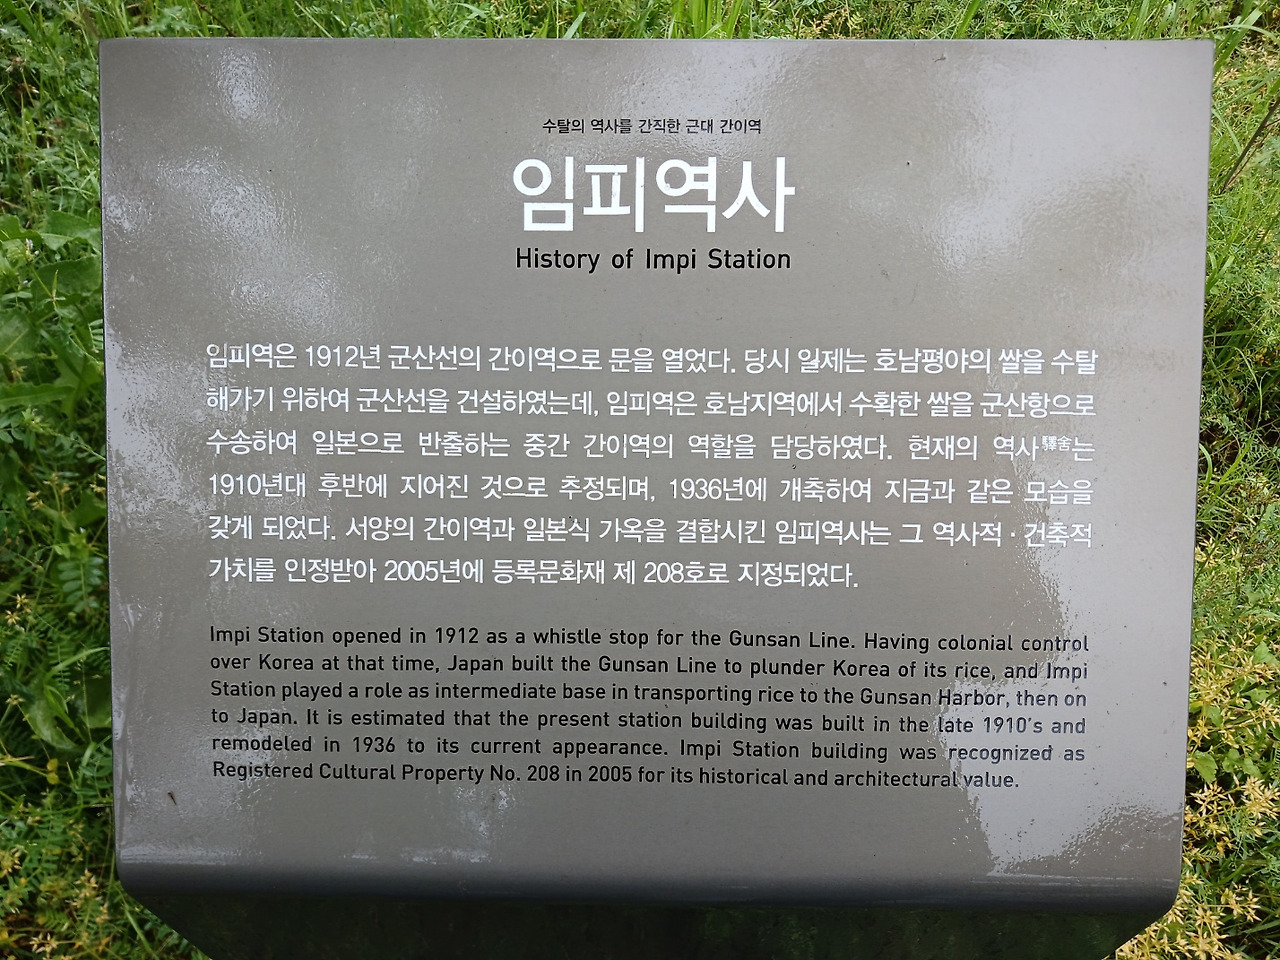 수탈의 역사를 간직한 근대 간이역
임피역사
History of Impi Station
임피역은 1912년 군산선의 간이역으로 문을 열었다. 당시 일제는 호남평야의 쌀을 수탈
해가기 위하여 군산선을 건설하였는데, 임피역은 호남지역에서 수확한 쌀을 군산항으로
수송하여 일본으로 반출하는 중간 간이역의 역할을 담당하였다. 현재의 역사驛舍는
1910년대 후반에 지어진 것으로 추정되며, 1936년에 개축하여 지금과 같은 모습을
갖게 되었다. 서양의 간이역과 일본식 가옥을 결합시킨 임피역사는 그 역사적·건축적
가치를 인정받아 2005년에 등록문화재 제 208호로 지정되었다.
Impi Station opened in 1912 as a whistle stop for the Gunsan Line. Having colonial control
over Korea at that time, Japan built the Gunsan Line to plunder Korea of its rice, and Impi
Station played a role as intermediate base in transporting rice to the Gunsan Harbor, then on
to Japan. It is estimated that the present station building was built in the late 1910's and
remodeled in 1936 to its current appearance. Impi Station building was recognized as
Registered Cultural Property No. 208 in 2005 for its historical and architectural value.